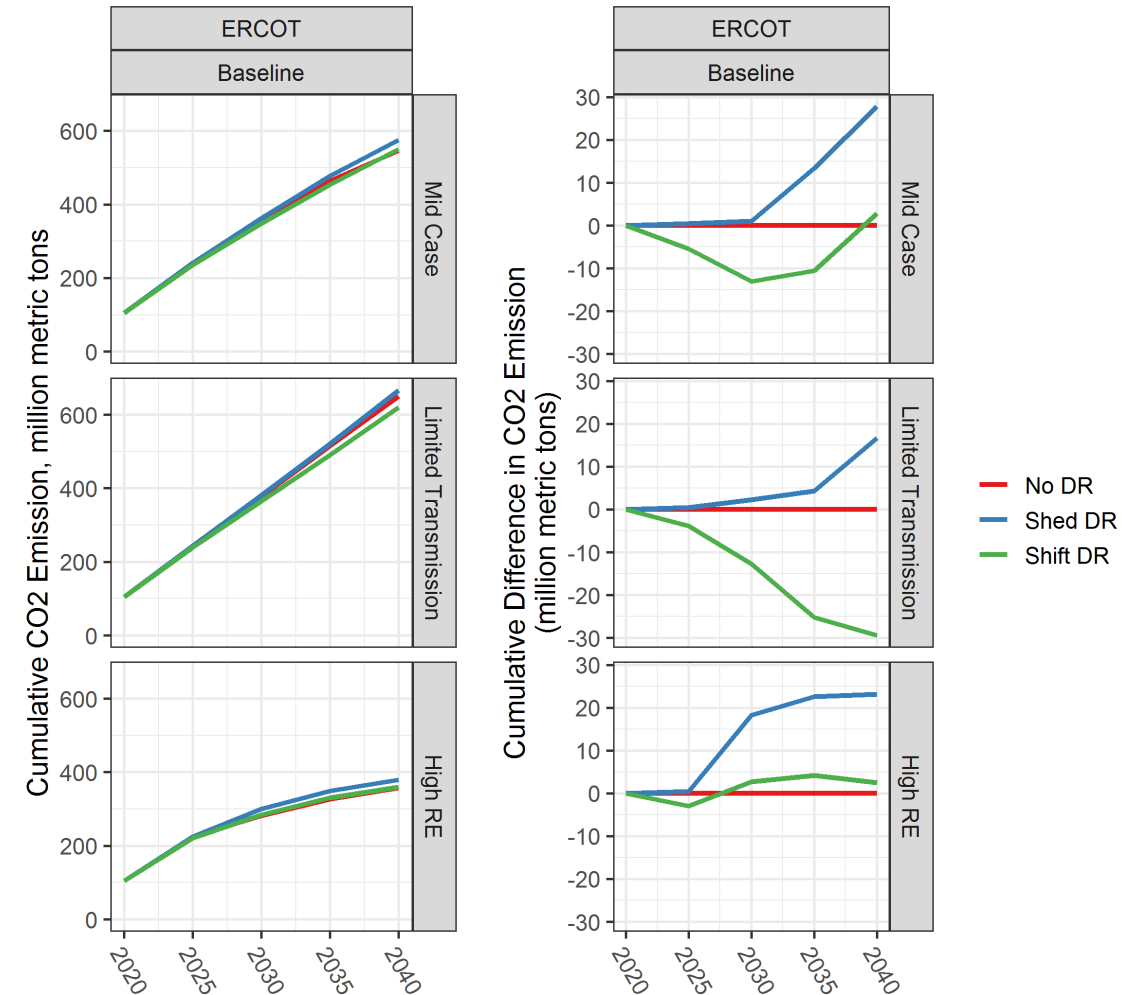 ERCOT
Baseline
Cumulative CO2 Emission, million metric tons
600
400
200
0
Mid Case
600
400
200
0
Limited Transmission
600
400
200
0
High RE
2020
2025
2030
2035
2040
ERCOT
Baseline
Cumulative Difference in CO2 Emission
(million metric tons)
30
20
10
0
-10
-20
-30
Mid Case
30
20
10
0
-10
-20
-30
Limited Transmission
30
20
10
0
-10
-20
-30
High RE
2020
2025
2030
2035
2040
No DR
Shed DR
Shift DR